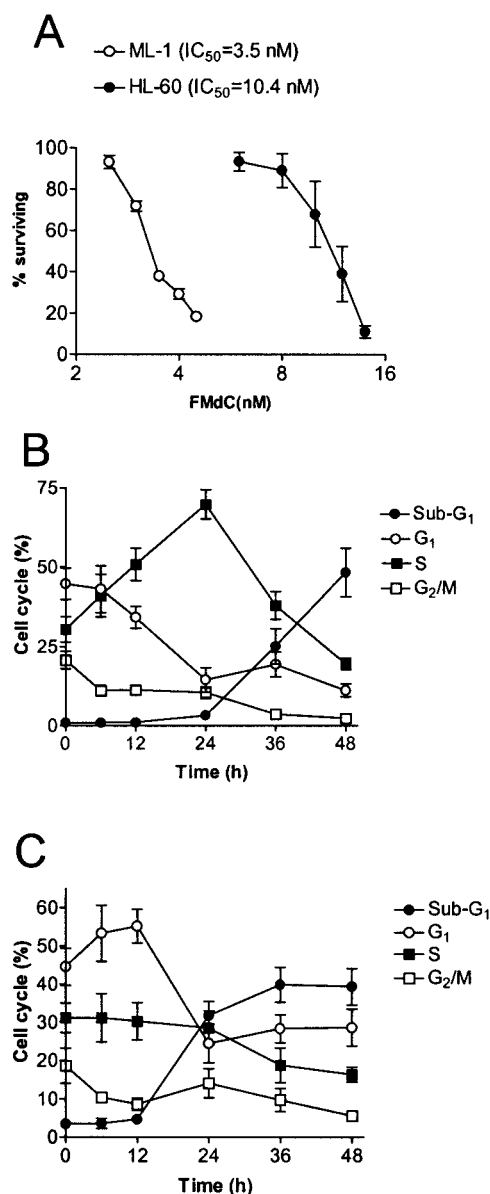 A
ML-1 (IC50=3.5 nM)
HL-60 (IC50=10.4 nM)
100
80
60
40
20
0
% surviving
2 4 8 16
FMdC(nM)
B
75
50
25
0
Cell cycle (%)
0 12 24 36 48
Time (h)
Sub-G1
G1
S
G2/M
C
60
50
40
30
20
10
0
Cell cycle (%)
0 12 24 36 48
Time (h)
Sub-G1
G1
S
G2/M